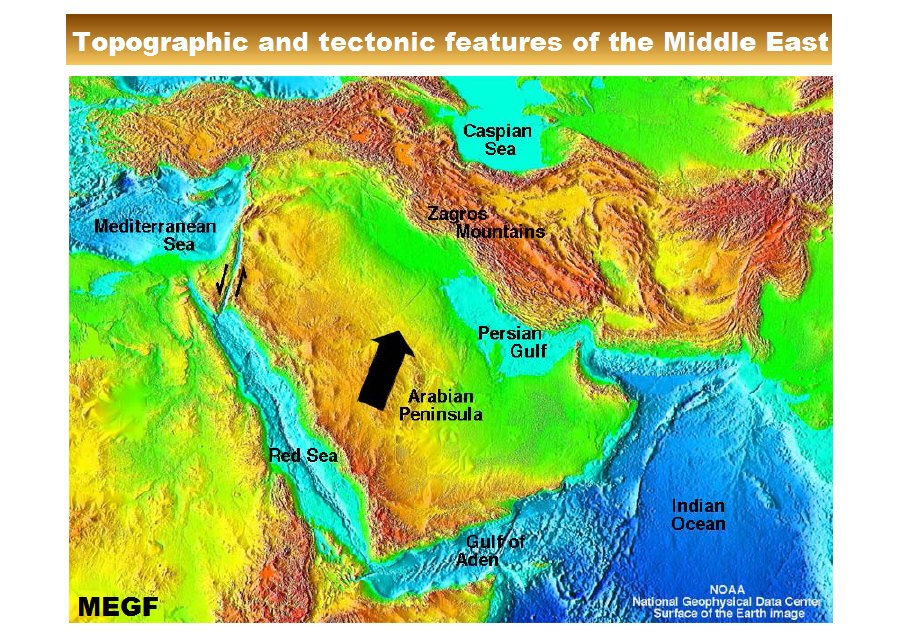 Topographic and tectonic features of the Middle East
Caspian
Sea
Zagros
Mountains
Mediterranean
Sea
Persian
Gulf
Arabian
Peninsula
Red Sea
Indian
Ocean
Gulf of
Aden
MEGF
NOAA
National Geophysical Data Center
Surface of the Earth image